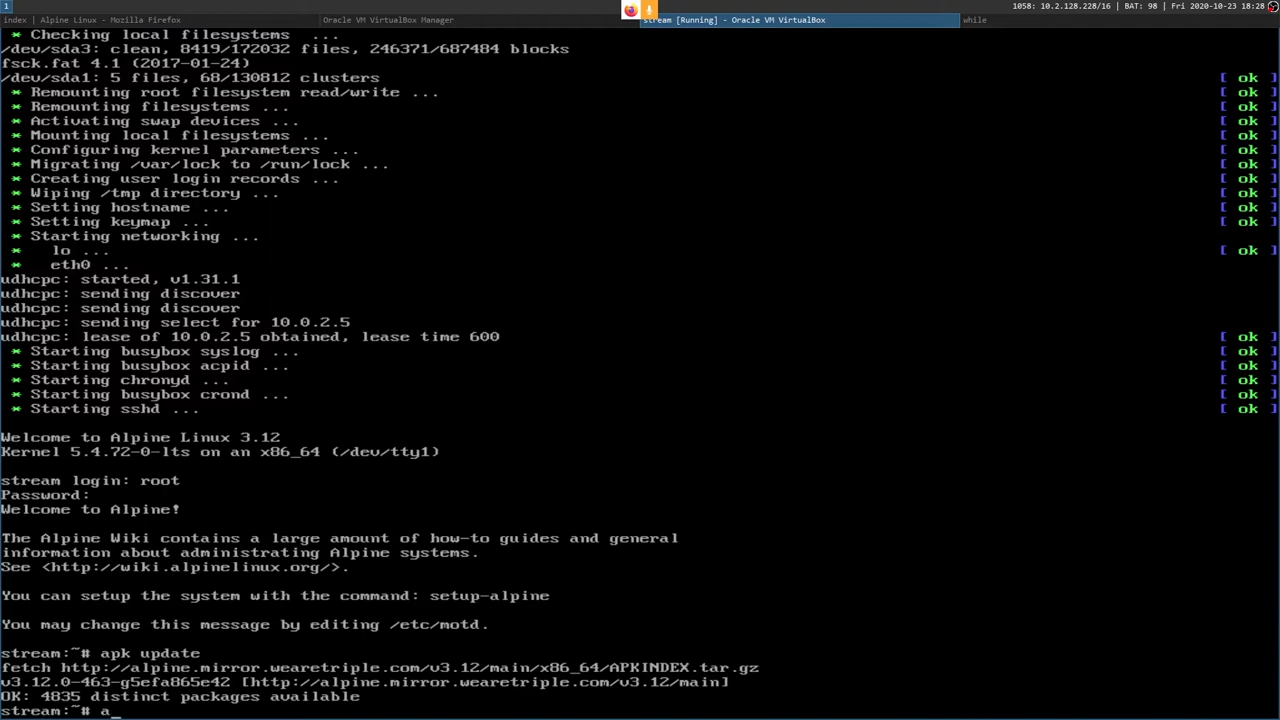 1
1058: 10.2.128.228/16 | BAT: 98 | Fri 2020-10-23 18:28
index | Alpine Linux - Mozilla Firefox
Oracle VM VirtualBox Manager
stream [Running] - Oracle VM VirtualBox
while
* Checking local filesystems ...
/dev/sda3: clean, 8419/172032 files, 246371/687484 blocks
fsck.fat 4.1 (2017-01-24)
/dev/sda1: 5 files, 68/130812 clusters
[ ok ]
* Remounting root filesystem read/write ... [ ok ]
* Remounting filesystems ... [ ok ]
* Activating swap devices ... [ ok ]
* Mounting local filesystems ... [ ok ]
* Configuring kernel parameters ... [ ok ]
* Migrating /var/lock to /run/lock ... [ ok ]
* Creating user login records ... [ ok ]
* Wiping /tmp directory ... [ ok ]
* Setting hostname ... [ ok ]
* Setting keymap ... [ ok ]
* Starting networking ...
* lo ... [ ok ]
* eth0 ...
udhcpc: started, v1.31.1
udhcpc: sending discover
udhcpc: sending discover
udhcpc: sending select for 10.0.2.5
udhcpc: lease of 10.0.2.5 obtained, lease time 600
[ ok ]
* Starting busybox syslog ... [ ok ]
* Starting busybox acpid ... [ ok ]
* Starting chronyd ... [ ok ]
* Starting busybox crond ... [ ok ]
* Starting sshd ... [ ok ]
Welcome to Alpine Linux 3.12
Kernel 5.4.72-0-lts on an x86_64 (/dev/tty1)
stream login: root
Password:
Welcome to Alpine!
The Alpine Wiki contains a large amount of how-to guides and general
information about administrating Alpine systems.
See <http://wiki.alpinelinux.org/>.
You can setup the system with the command: setup-alpine
You may change this message by editing /etc/motd.
stream:~# apk update
fetch http://alpine.mirror.wearetriple.com/v3.12/main/x86_64/APKINDEX.tar.gz
v3.12.0-463-g5efa865e42 [http://alpine.mirror.wearetriple.com/v3.12/main]
OK: 4835 distinct packages available
stream:~# a_